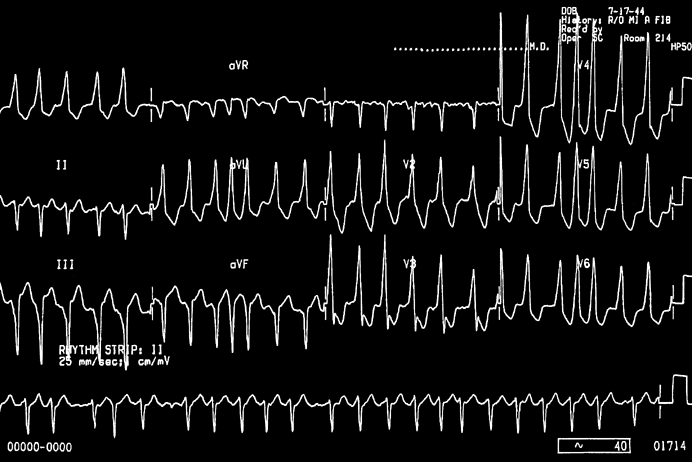 DOB 7-17-44
History: R/O MI A FIB
Rec'd by
Oper SC Room 214
M.D.
HP50
aVR
V4
II
aVL
V2
V5
III
aVF
V3
V6
RHYTHM STRIP: II
25 mm/sec; cm/mV
00000-0000
~ 40
01714